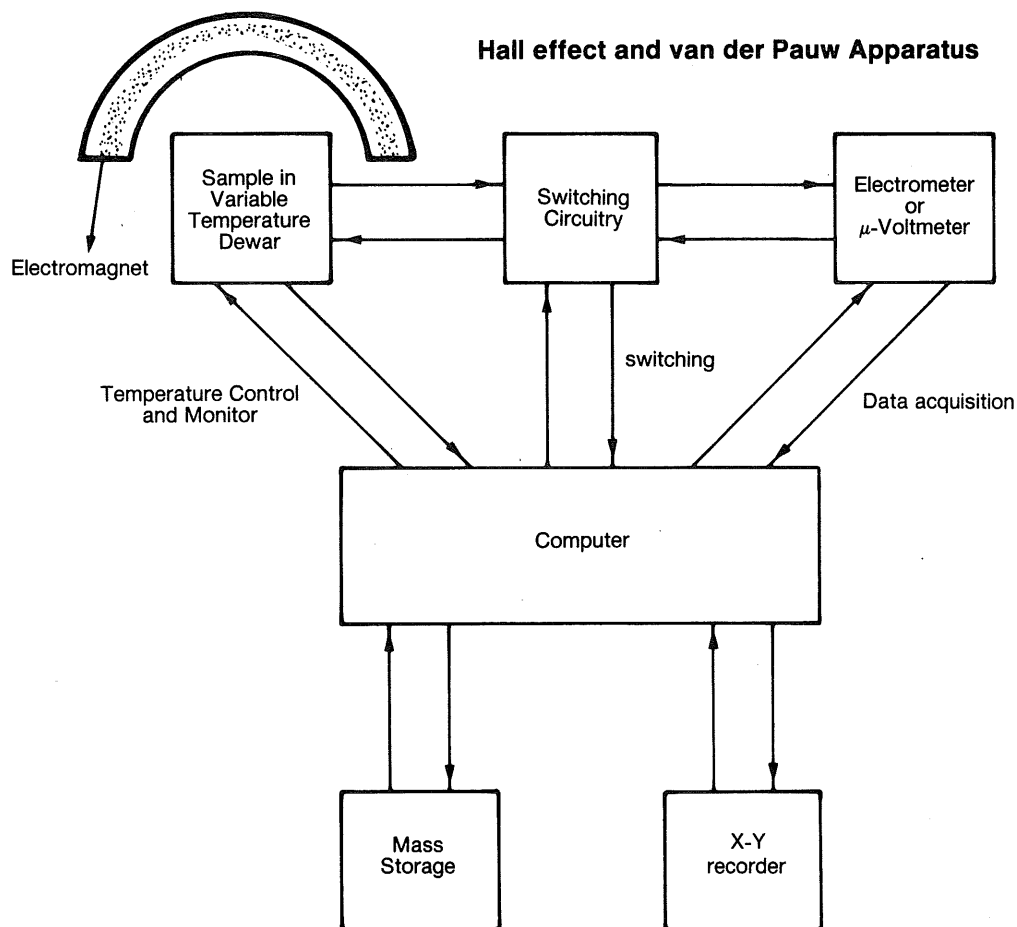 Hall effect and van der Pauw Apparatus
Sample in
Variable
Temperature
Dewar
Switching
Circuitry
Electrometer
or
μ-Voltmeter
Electromagnet
Temperature Control
and Monitor
switching
Data acquisition
Computer
Mass
Storage
X-Y
recorder